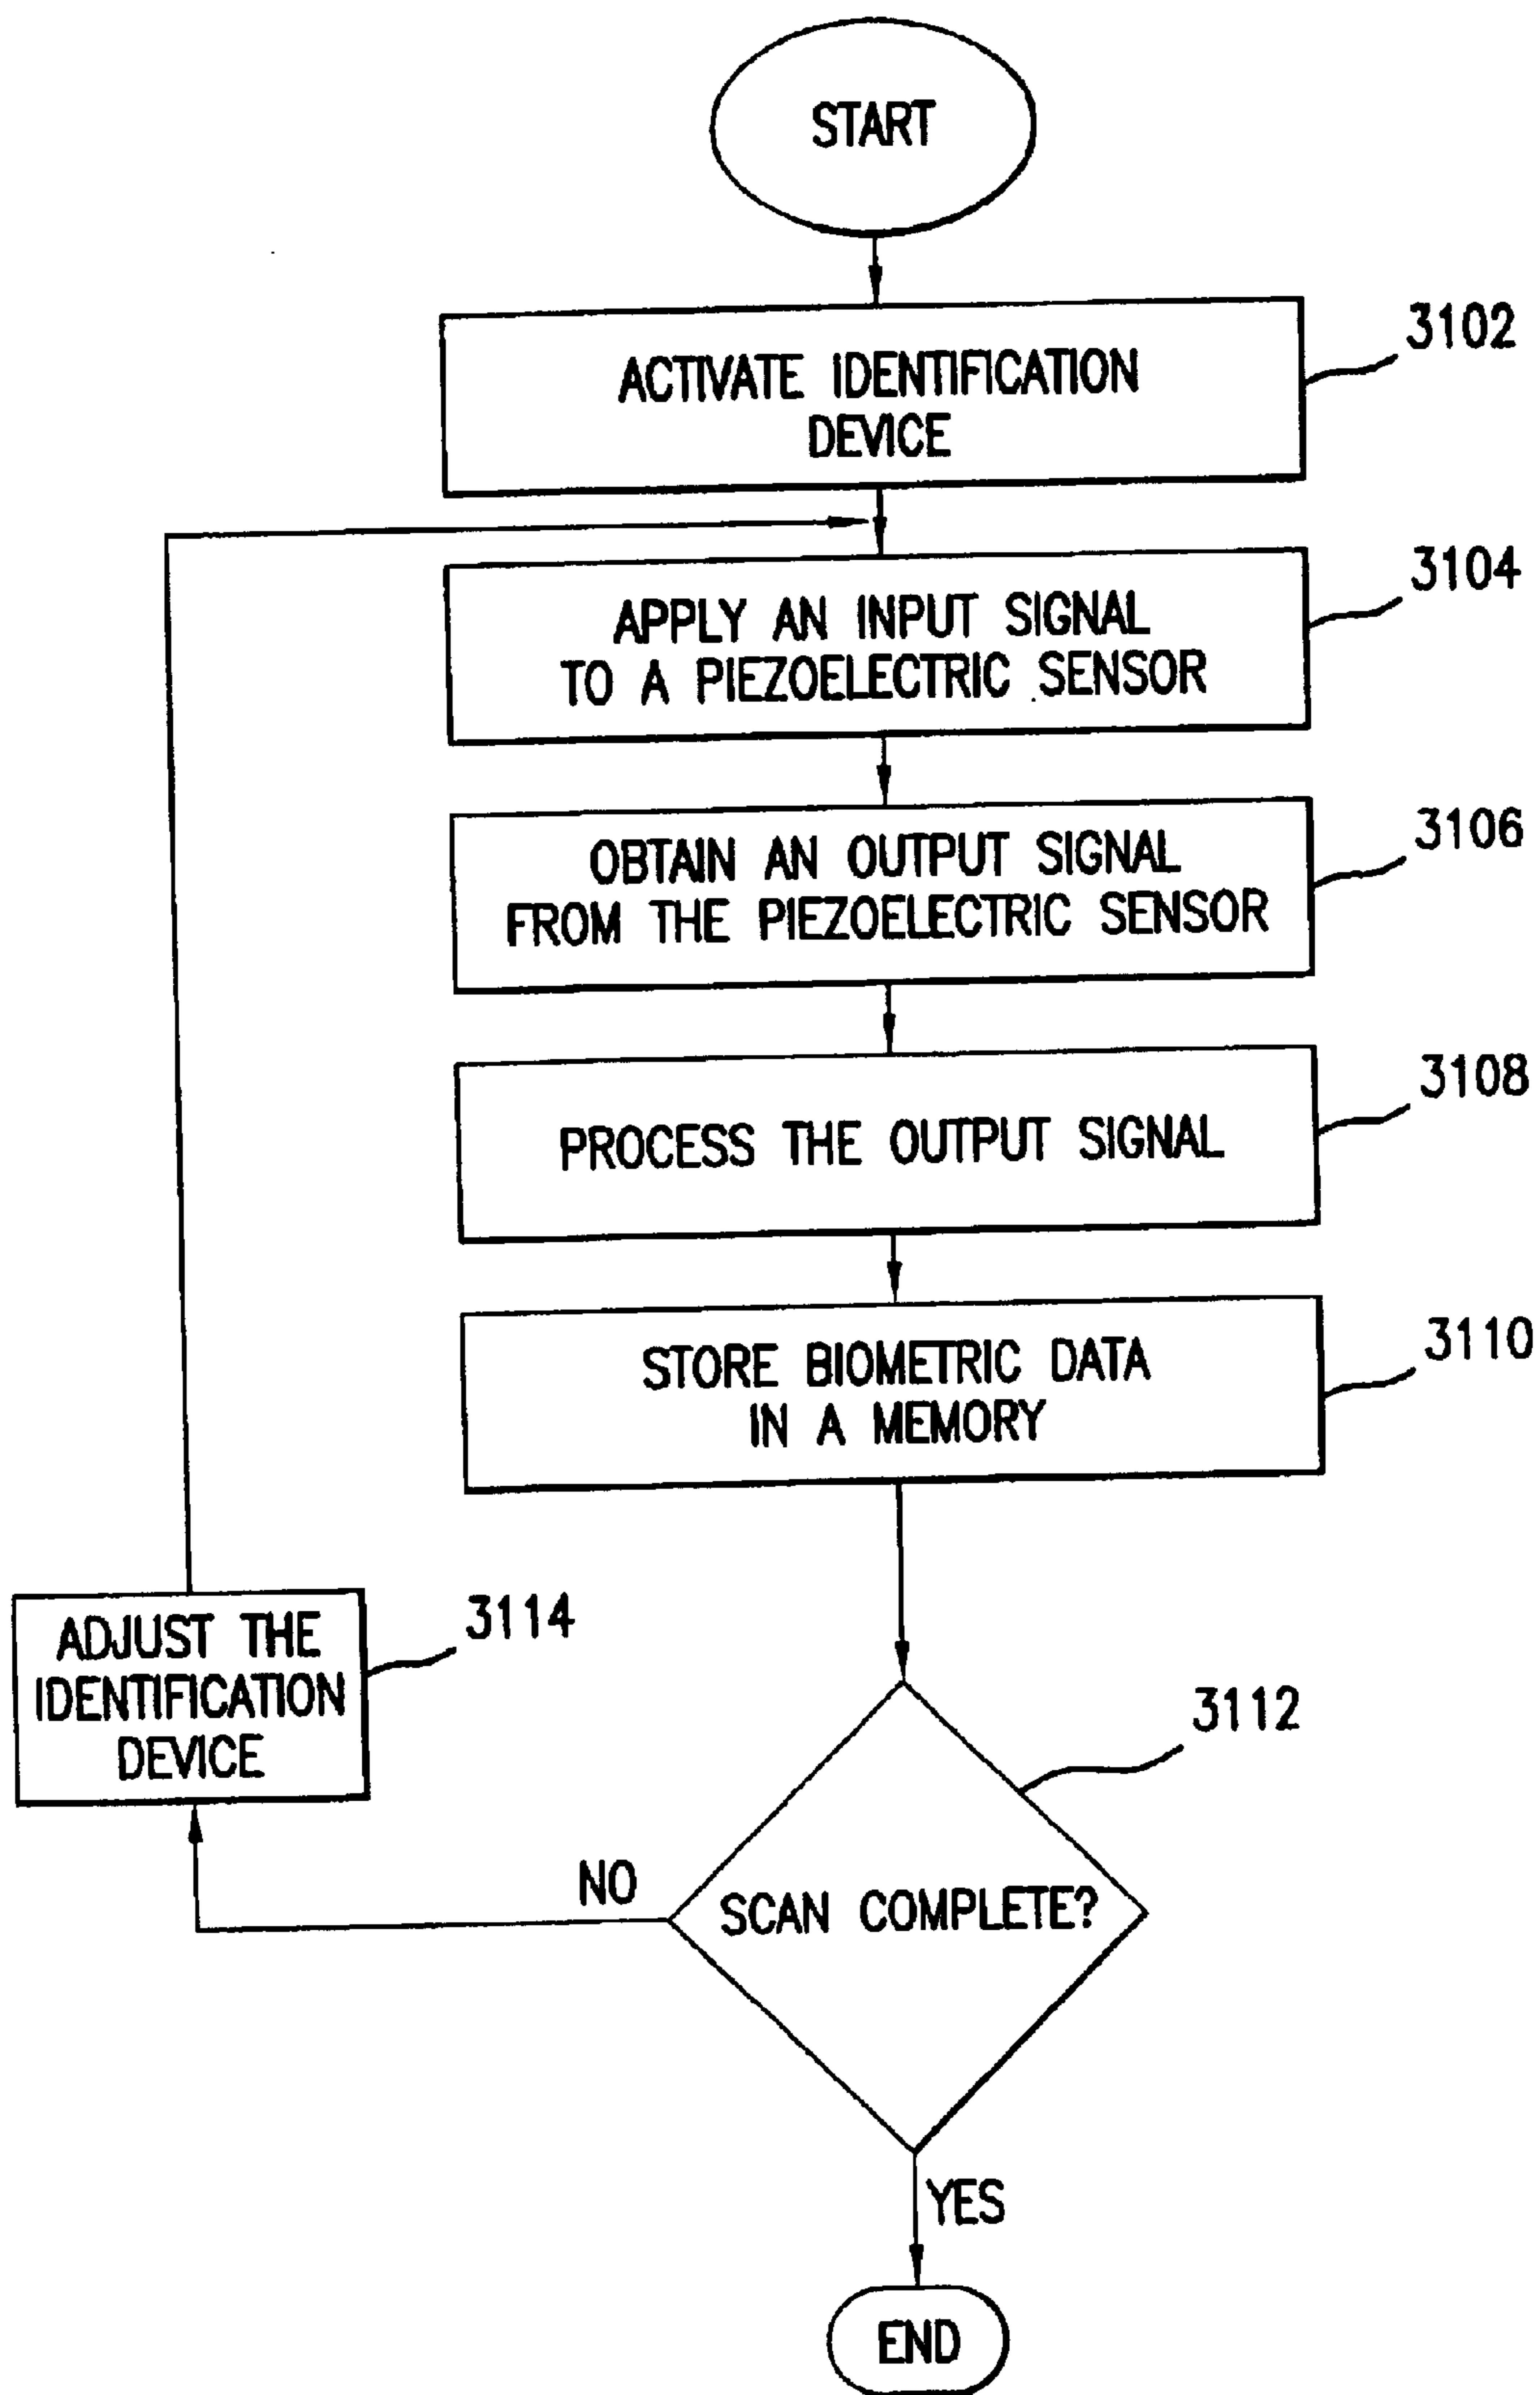 START
ACTIVATE IDENTIFICATION
DEVICE
3102
APPLY AN INPUT SIGNAL
TO A PIEZOELECTRIC SENSOR
3104
OBTAIN AN OUTPUT SIGNAL
FROM THE PIEZOELECTRIC SENSOR
3106
PROCESS THE OUTPUT SIGNAL
3108
STORE BIOMETRIC DATA
IN A MEMORY
3110
ADJUST THE
IDENTIFICATION
DEVICE
3114
3112
SCAN COMPLETE?
NO
YES
END